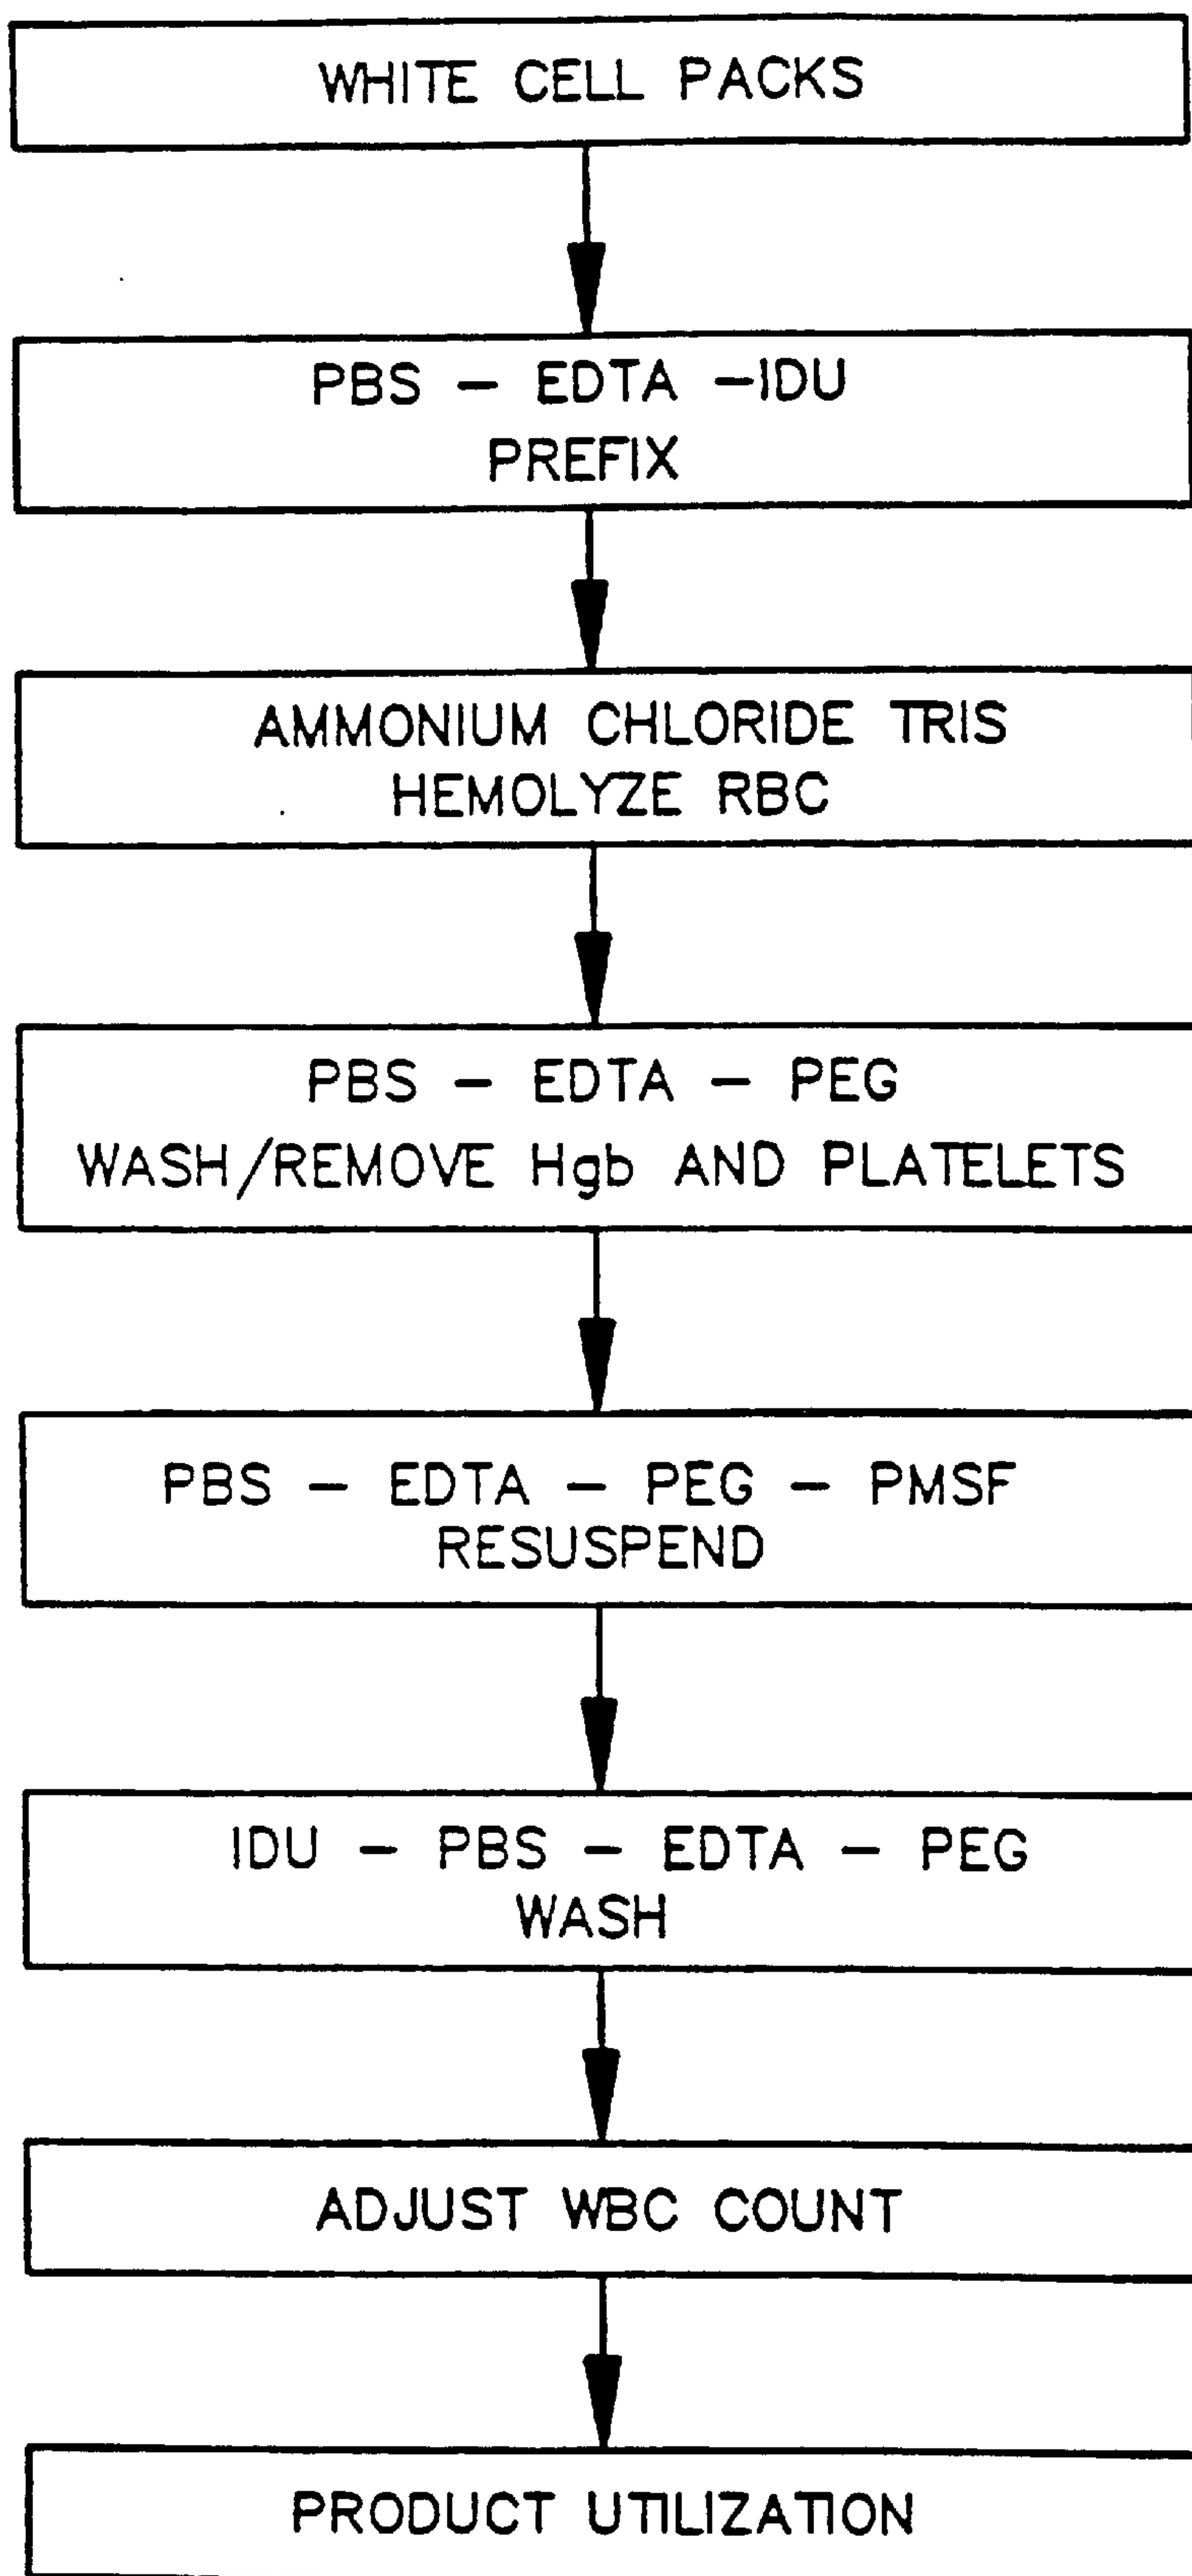 WHITE CELL PACKS
PBS – EDTA –IDU
PREFIX
AMMONIUM CHLORIDE TRIS
HEMOLYZE RBC
PBS – EDTA – PEG
WASH/REMOVE Hgb AND PLATELETS
PBS – EDTA – PEG – PMSF
RESUSPEND
IDU – PBS – EDTA – PEG
WASH
ADJUST WBC COUNT
PRODUCT UTILIZATION